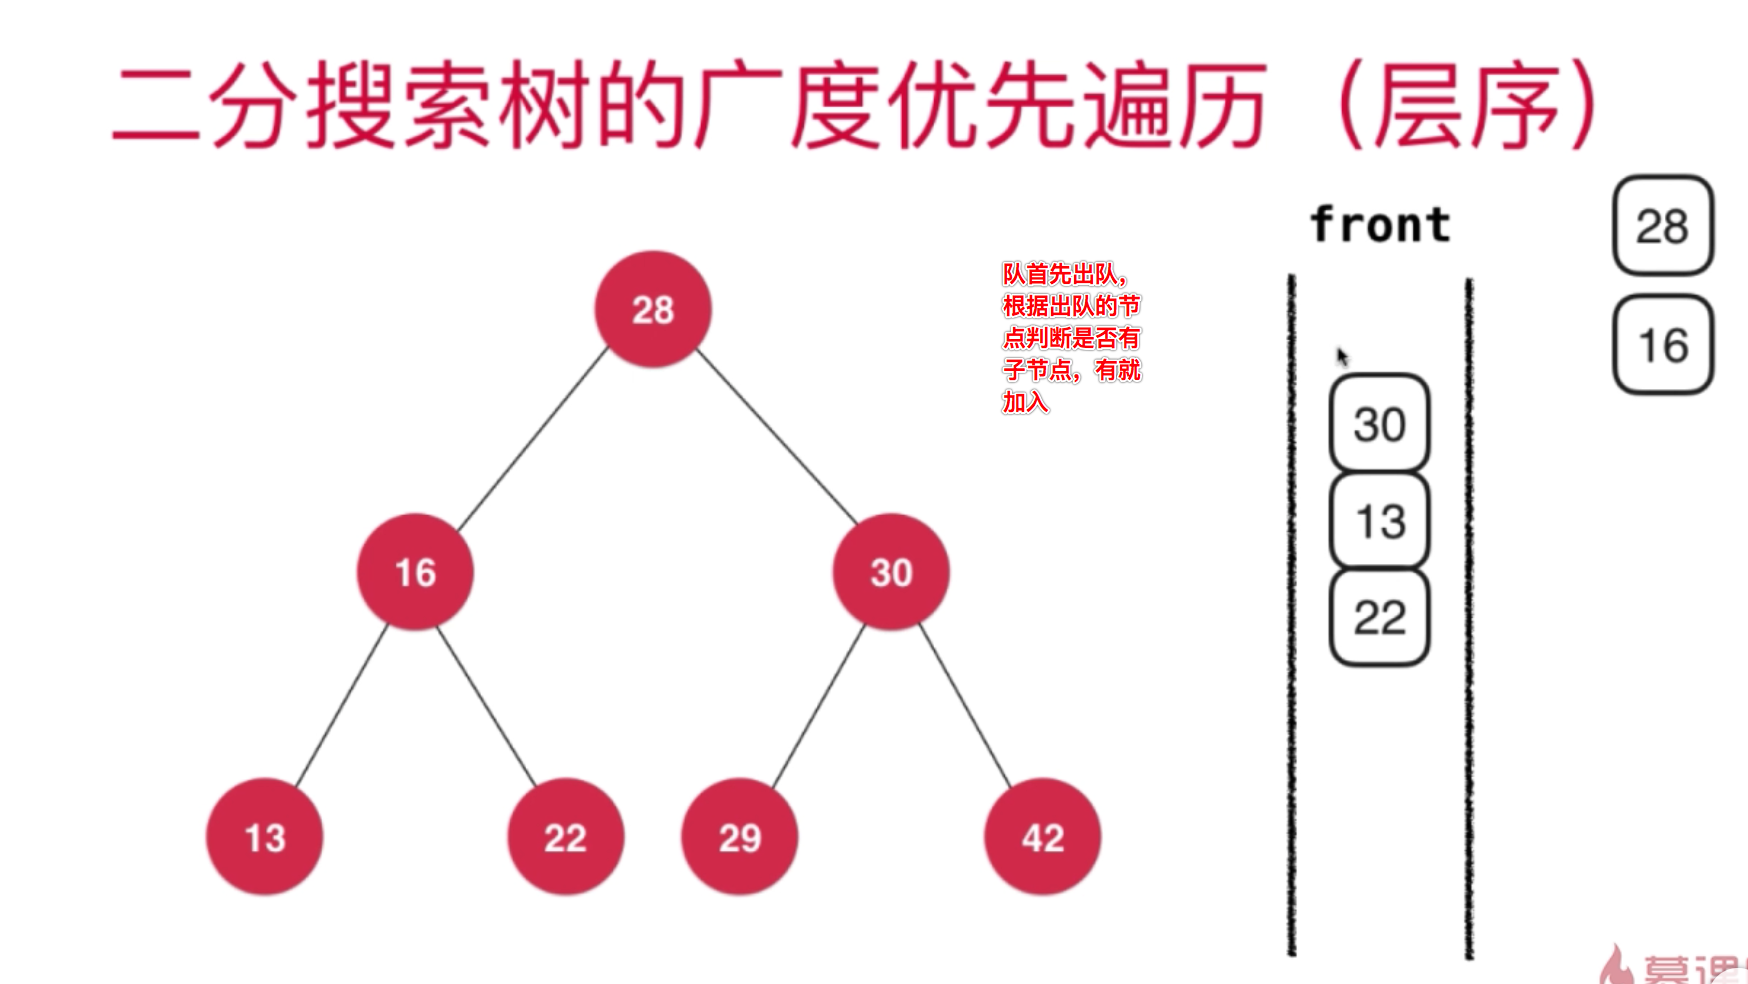 二分搜索树的广度优先遍历（层序）
front
28
16
队首先出队，
根据出队的节
点判断是否有
子节点，有就
加入
30
13
22
28
16
30
13
22
29
42
慕课